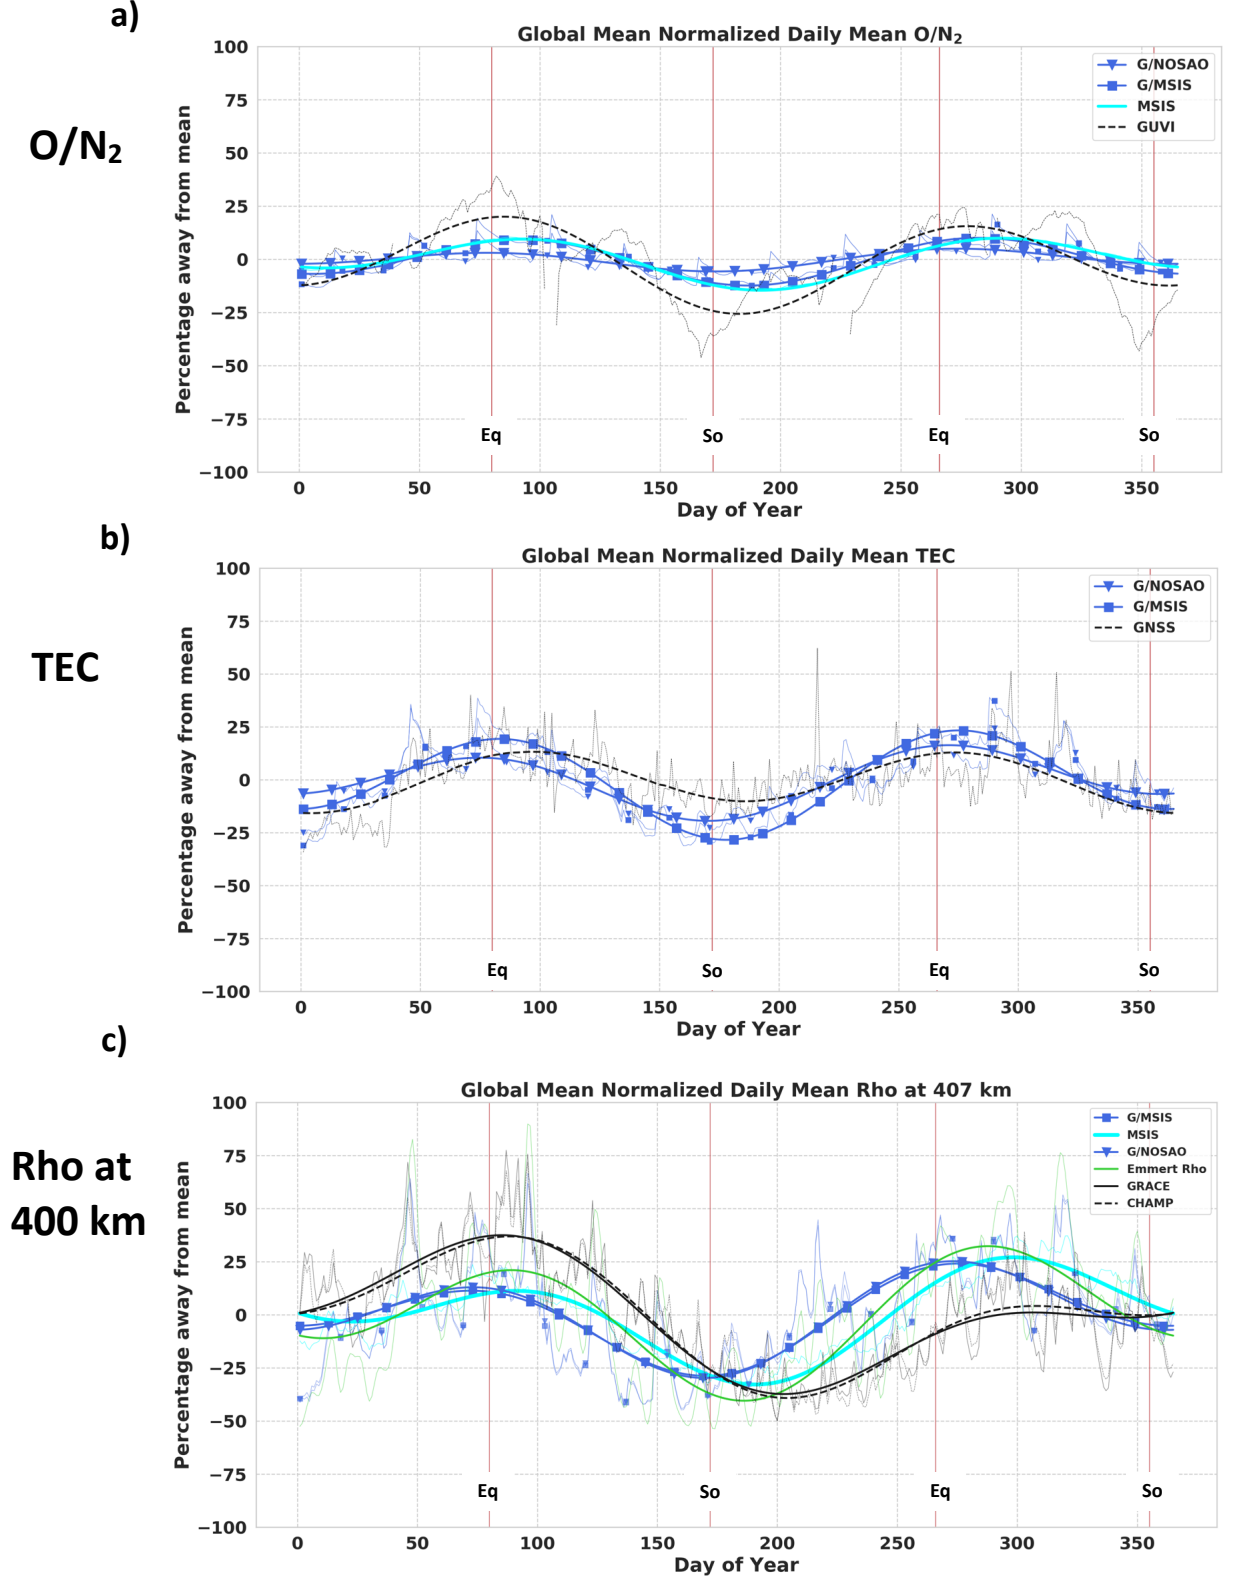 a)
Global Mean Normalized Daily Mean O/N₂
O/N₂
Percentage away from mean
100
75
50
25
0
−25
−50
−75
−100
G/NOSAO
G/MSIS
MSIS
GUVI
Eq
So
Eq
So
0 50 100 150 200 250 300 350
Day of Year
b)
Global Mean Normalized Daily Mean TEC
TEC
Percentage away from mean
100
75
50
25
0
−25
−50
−75
−100
G/NOSAO
G/MSIS
GNSS
Eq
So
Eq
So
0 50 100 150 200 250 300 350
Day of Year
c)
Global Mean Normalized Daily Mean Rho at 407 km
Rho at
400 km
Percentage away from mean
100
75
50
25
0
−25
−50
−75
−100
G/MSIS
MSIS
G/NOSAO
Emmert Rho
GRACE
CHAMP
Eq
So
Eq
So
0 50 100 150 200 250 300 350
Day of Year